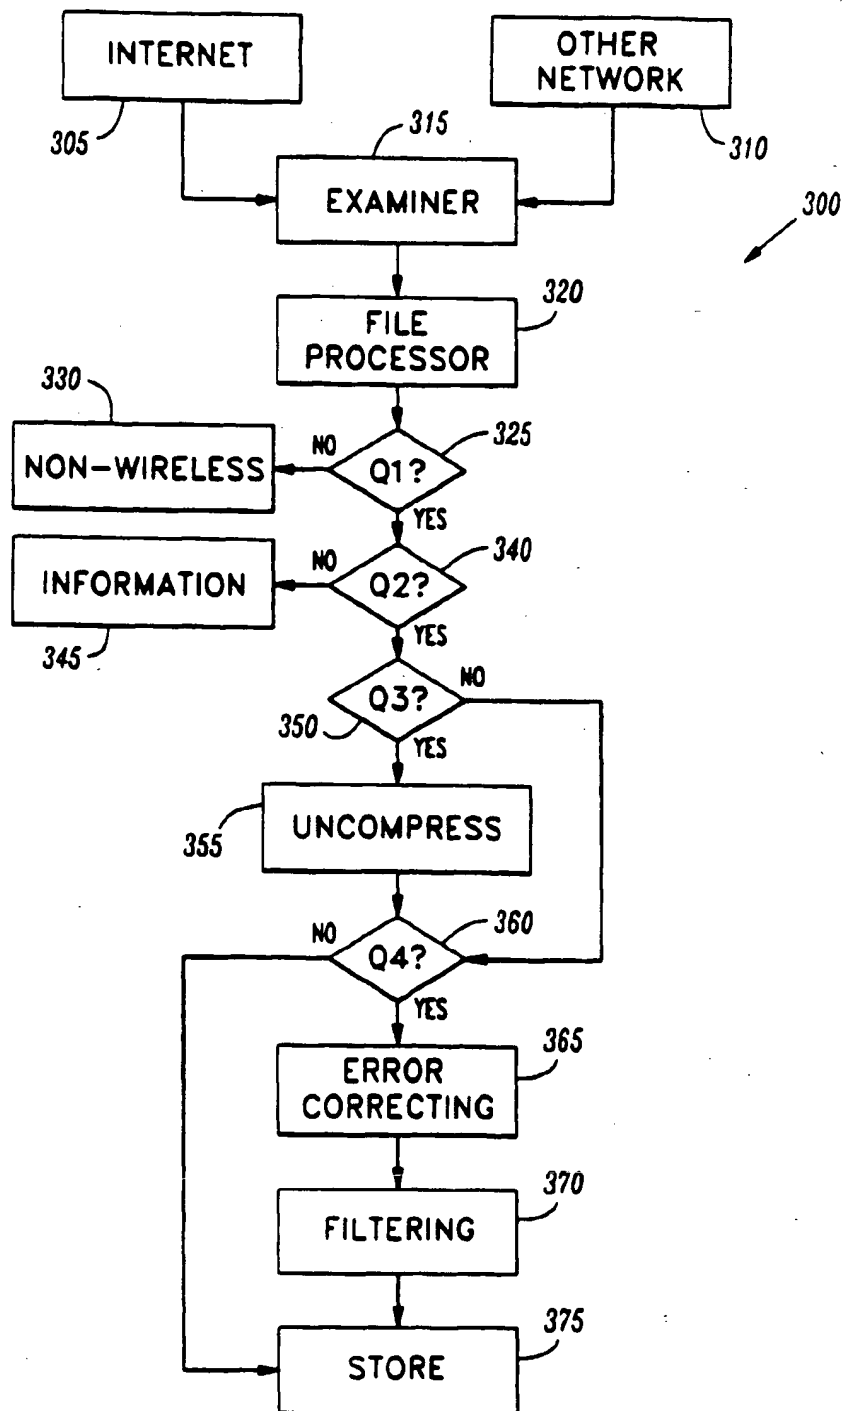 INTERNET
OTHER
NETWORK
305
315
310
EXAMINER
300
320
FILE
PROCESSOR
330
325
NO
NON-WIRELESS
Q1?
YES
340
NO
INFORMATION
Q2?
YES
345
NO
Q3?
350
YES
UNCOMPRESS
355
360
NO
Q4?
YES
365
ERROR
CORRECTING
370
FILTERING
375
STORE